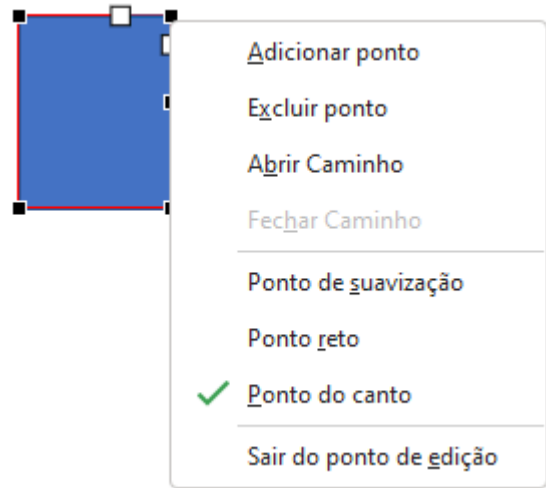 Adicionar ponto
Excluir ponto
Abrir Caminho
Fechar Caminho
Ponto de suavização
Ponto reto
Ponto do canto
Sair do ponto de edição